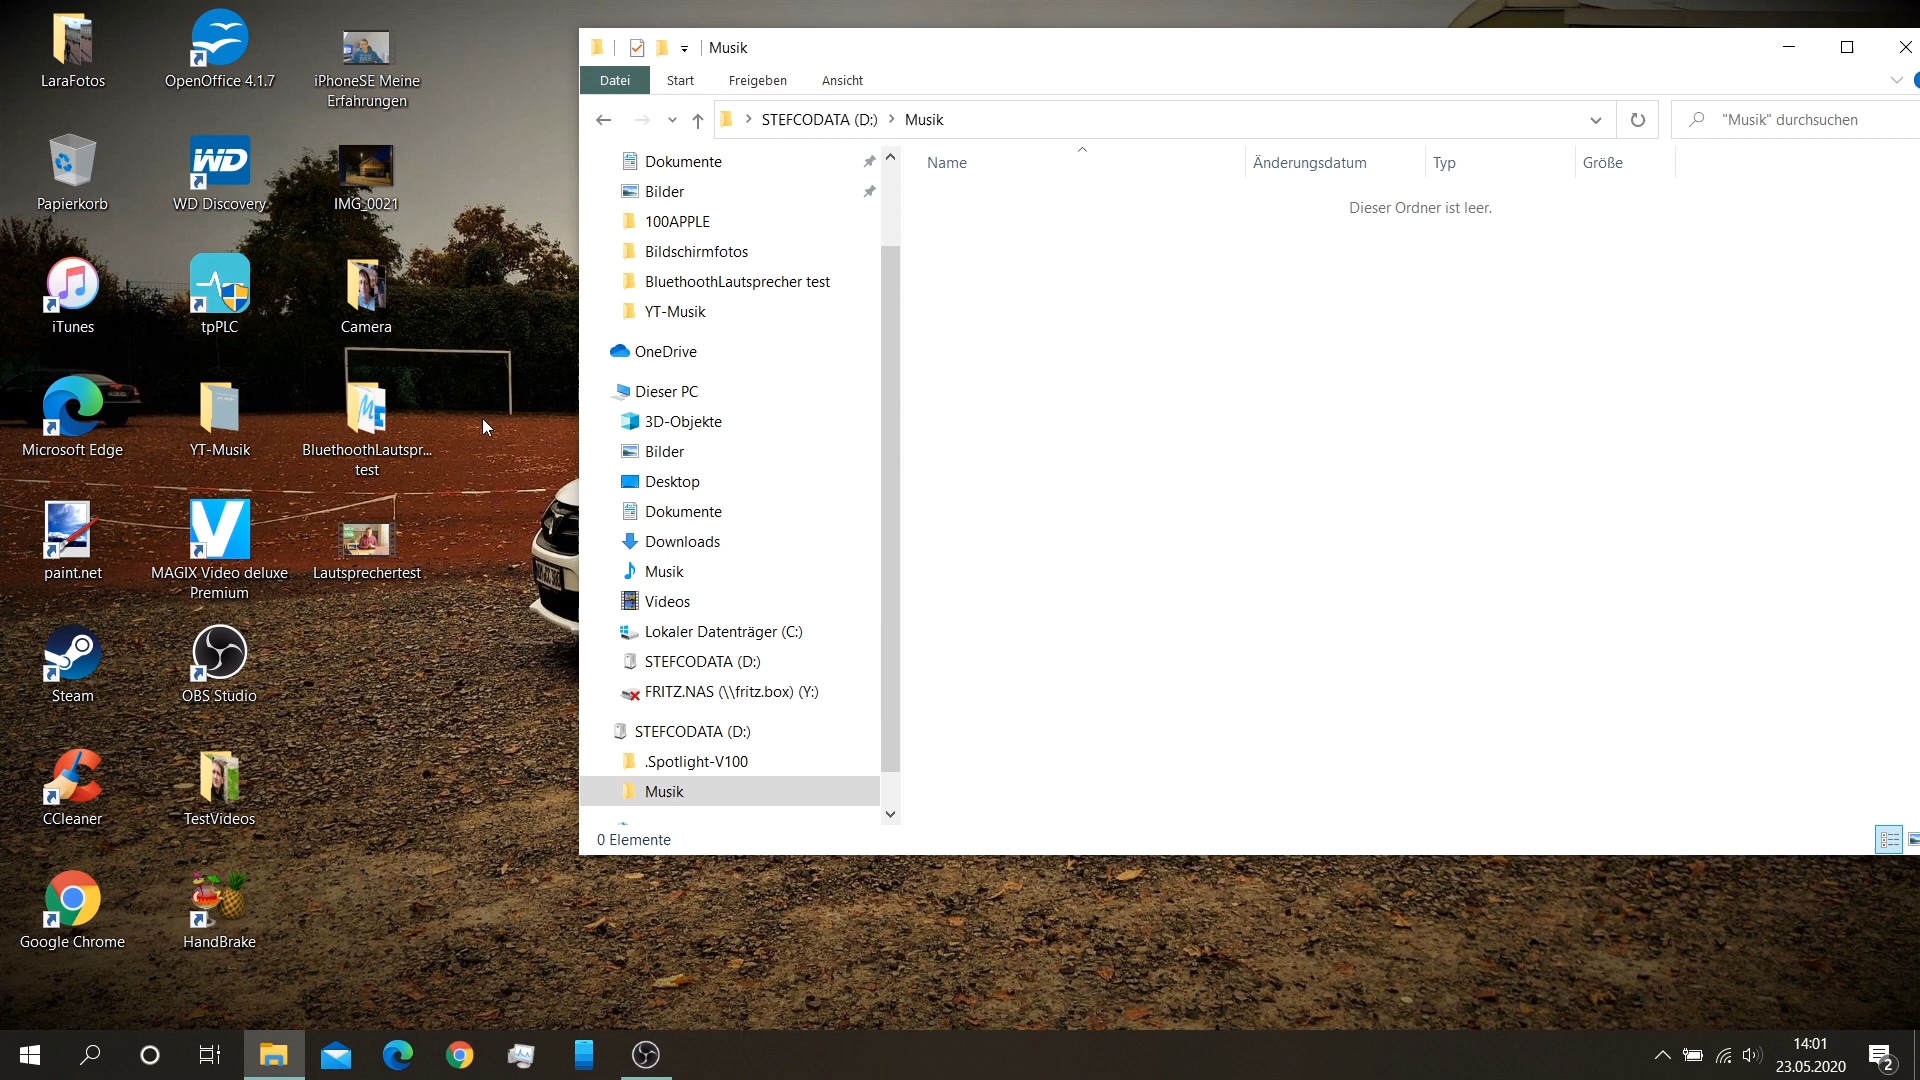 LaraFotos
OpenOffice 4.1.7
iPhoneSE Meine
Erfahrungen
Papierkorb
WD
WD Discovery
IMG_0021
iTunes
tpPLC
Camera
Microsoft Edge
YT-Musik
BluethoothLautspr...
test
paint.net
MAGIX Video deluxe
Premium
Lautsprechertest
Steam
OBS Studio
CCleaner
TestVideos
Google Chrome
HandBrake
Musik
Datei
Start
Freigeben
Ansicht
STEFCODATA (D:) > Musik
"Musik" durchsuchen
Name
Änderungsdatum
Typ
Größe
Dieser Ordner ist leer.
Dokumente
Bilder
100APPLE
Bildschirmfotos
BluethoothLautsprecher test
YT-Musik
OneDrive
Dieser PC
3D-Objekte
Bilder
Desktop
Dokumente
Downloads
Musik
Videos
Lokaler Datenträger (C:)
STEFCODATA (D:)
FRITZ.NAS (\\fritz.box) (Y:)
STEFCODATA (D:)
.Spotlight-V100
Musik
0 Elemente
14:01
23.05.2020
2